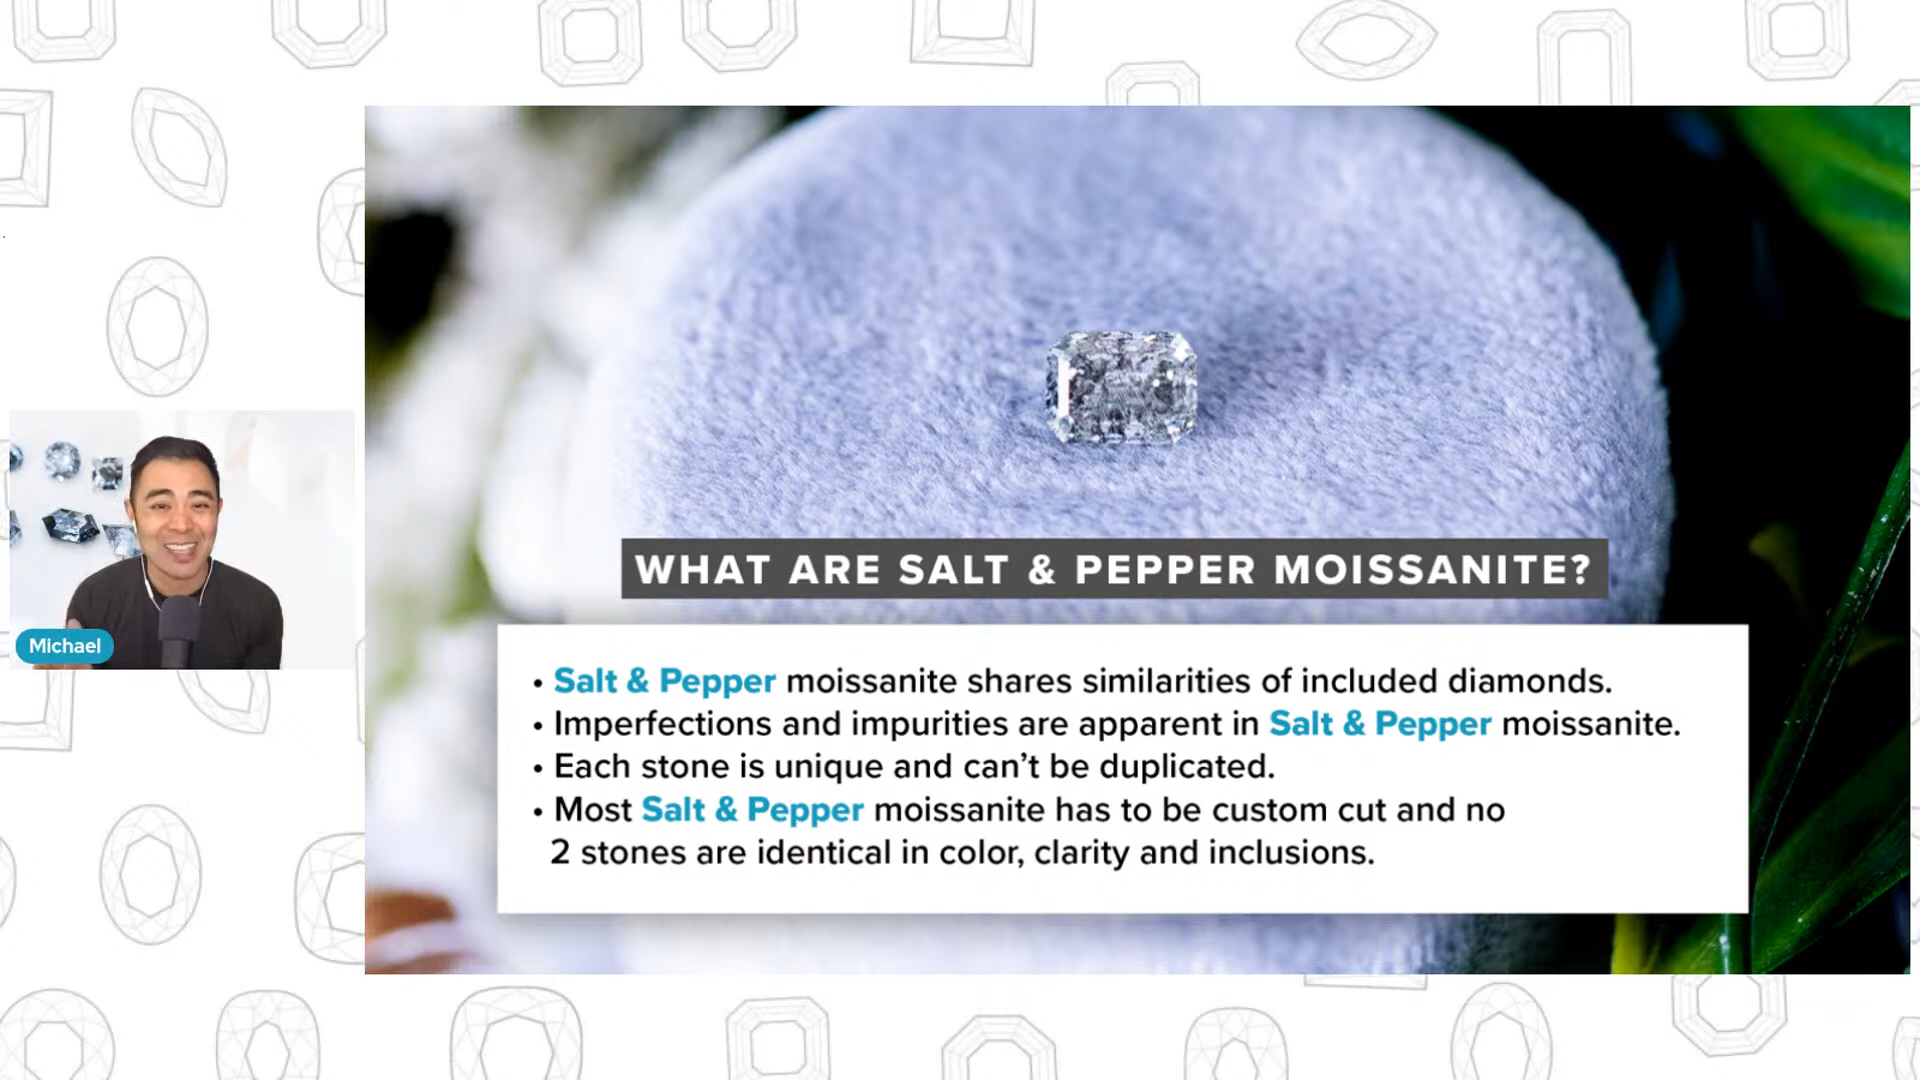 WHAT ARE SALT & PEPPER MOISSANITE?
• Salt & Pepper moissanite shares similarities of included diamonds.
• Imperfections and impurities are apparent in Salt & Pepper moissanite.
• Each stone is unique and can’t be duplicated.
• Most Salt & Pepper moissanite has to be custom cut and no
2 stones are identical in color, clarity and inclusions.
Michael